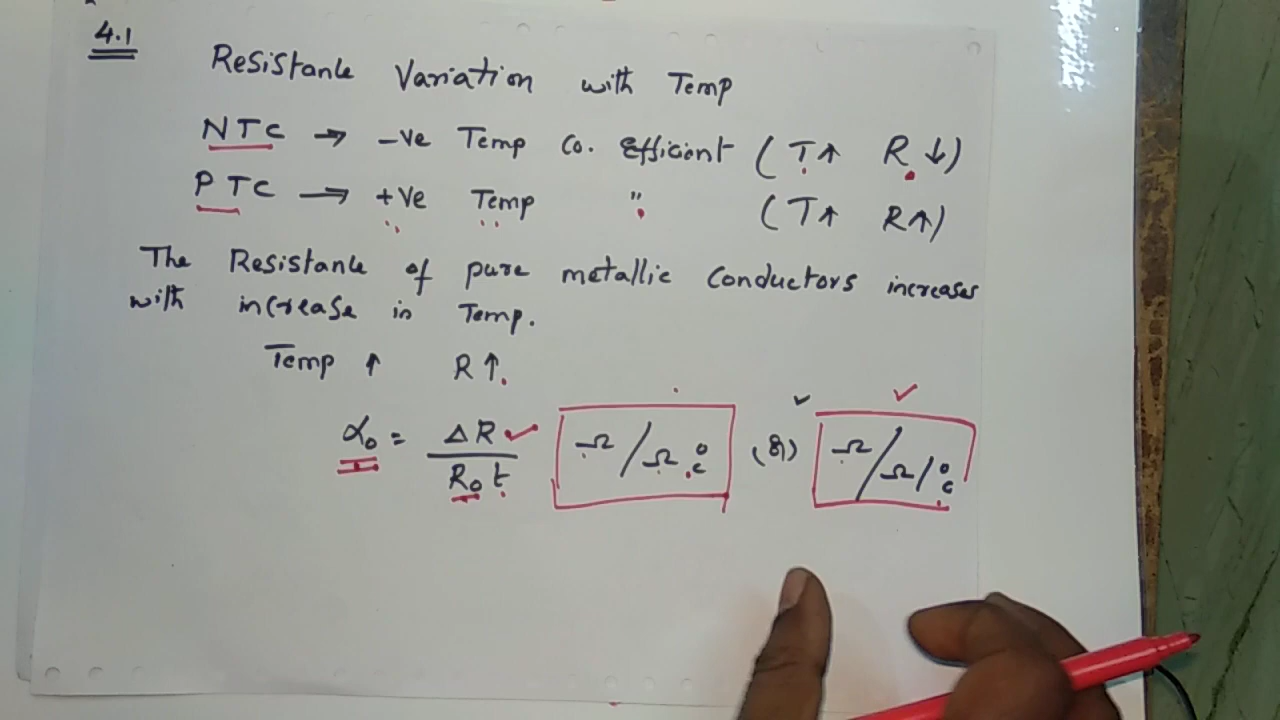 4.1
Resistance Variation with Temp
NTC → -ve Temp Co. Efficient (T↑ R↓)
PTC → +ve Temp " (T↑ R↑)
The Resistance of pure metallic Conductors increases
with increase in Temp.
Temp ↑ R↑.
α₀ = ΔR / R₀ t Ω/Ω °C (or) Ω/Ω/°C